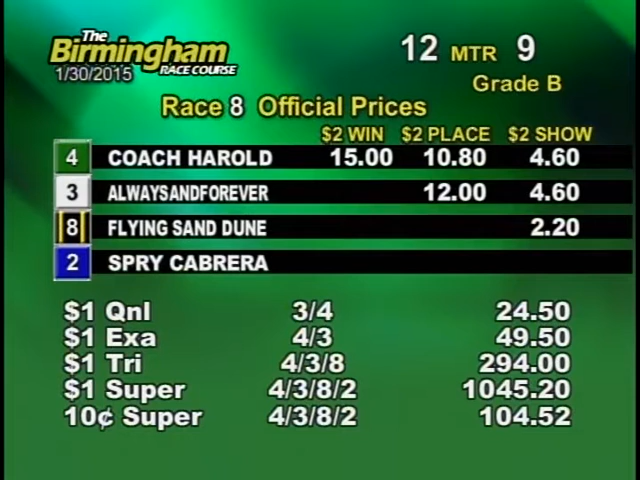 The
Birmingham
RACE COURSE
1/30/2015
12 MTR 9
Grade B
Race 8 Official Prices
$2 WIN $2 PLACE $2 SHOW
4 COACH HAROLD 15.00 10.80 4.60
3 ALWAYSANDFOREVER 12.00 4.60
8 FLYING SAND DUNE 2.20
2 SPRY CABRERA
$1 Qnl 3/4 24.50
$1 Exa 4/3 49.50
$1 Tri 4/3/8 294.00
$1 Super 4/3/8/2 1045.20
10¢ Super 4/3/8/2 104.52